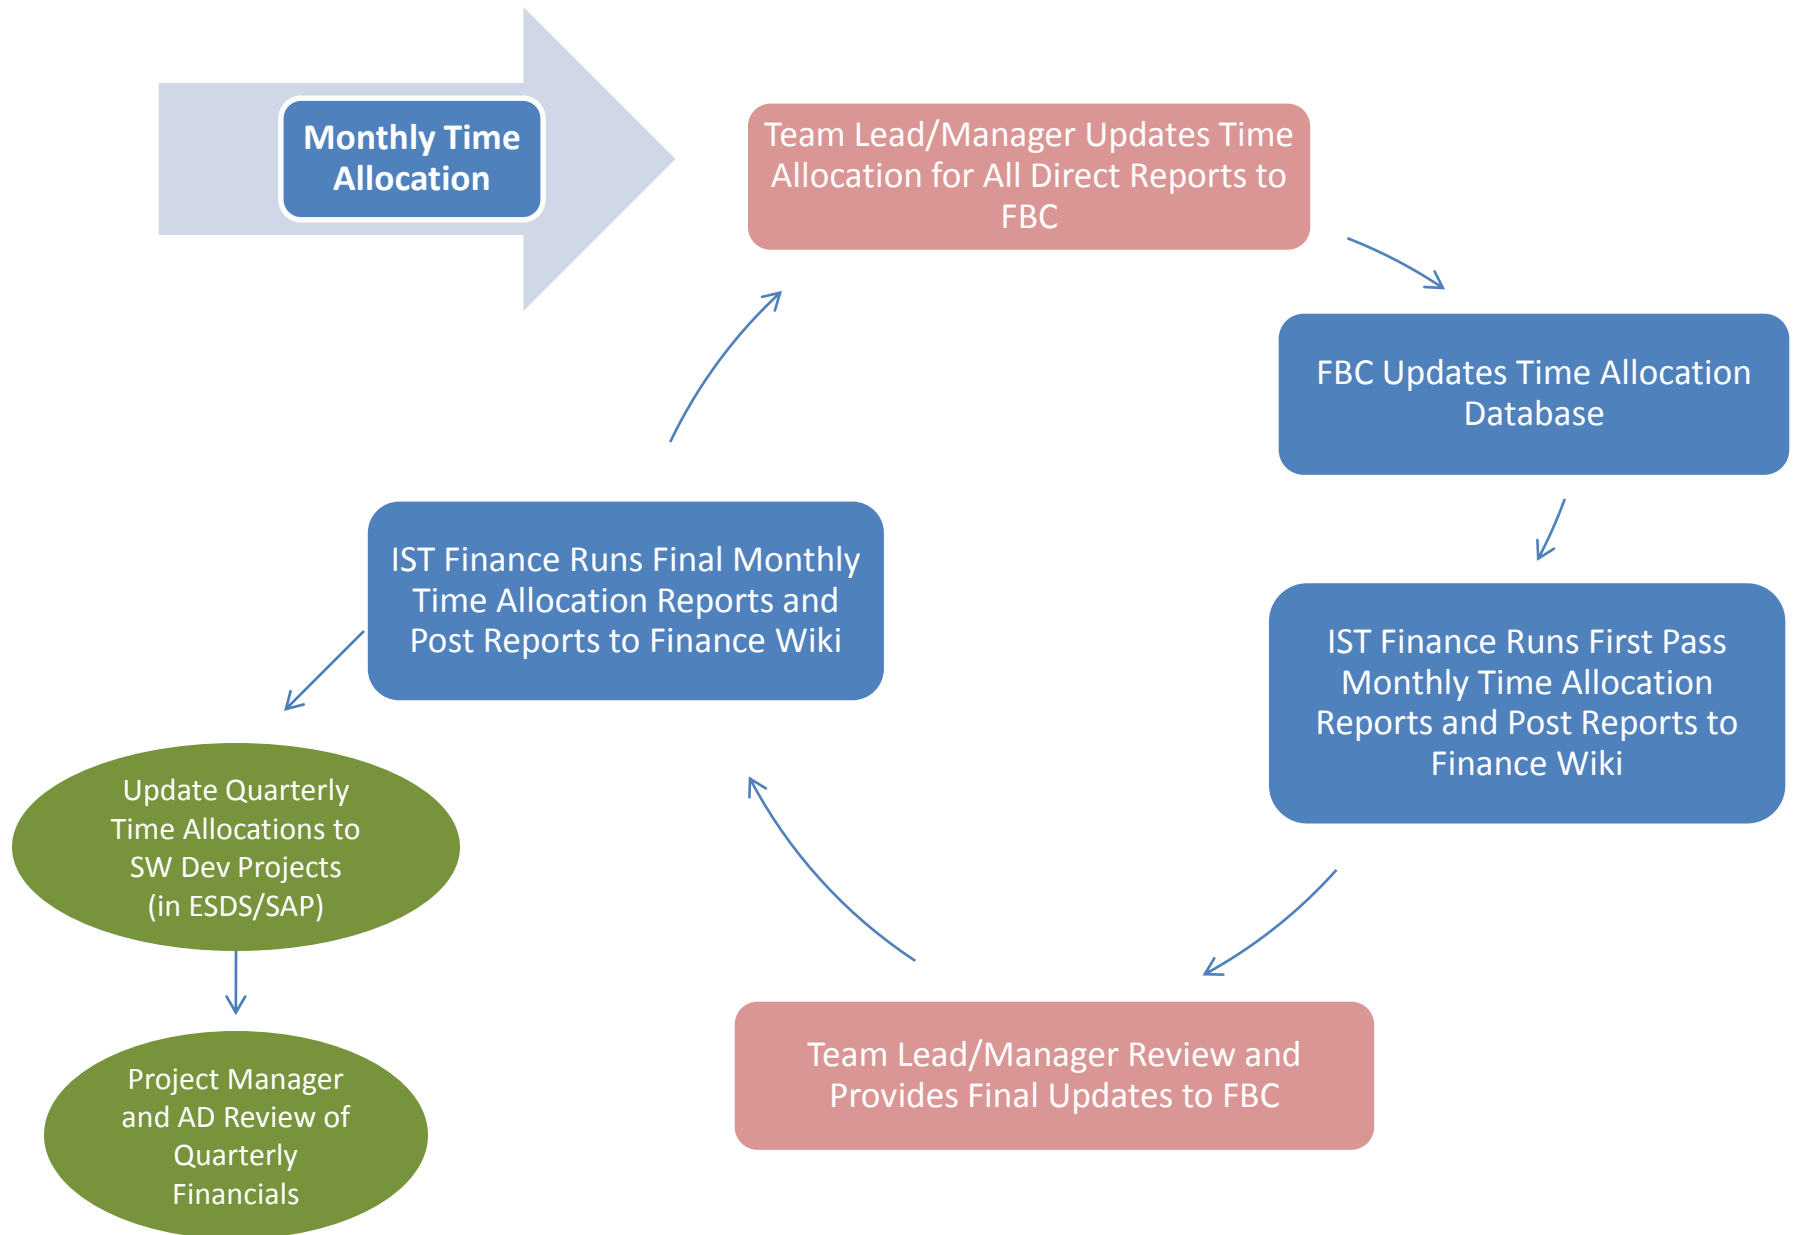 Monthly Time
Allocation
Team Lead/Manager Updates Time
Allocation for All Direct Reports to
FBC
FBC Updates Time Allocation
Database
IST Finance Runs First Pass
Monthly Time Allocation
Reports and Post Reports to
Finance Wiki
Team Lead/Manager Review and
Provides Final Updates to FBC
IST Finance Runs Final Monthly
Time Allocation Reports and
Post Reports to Finance Wiki
Update Quarterly
Time Allocations to
SW Dev Projects
(in ESDS/SAP)
Project Manager
and AD Review of
Quarterly
Financials